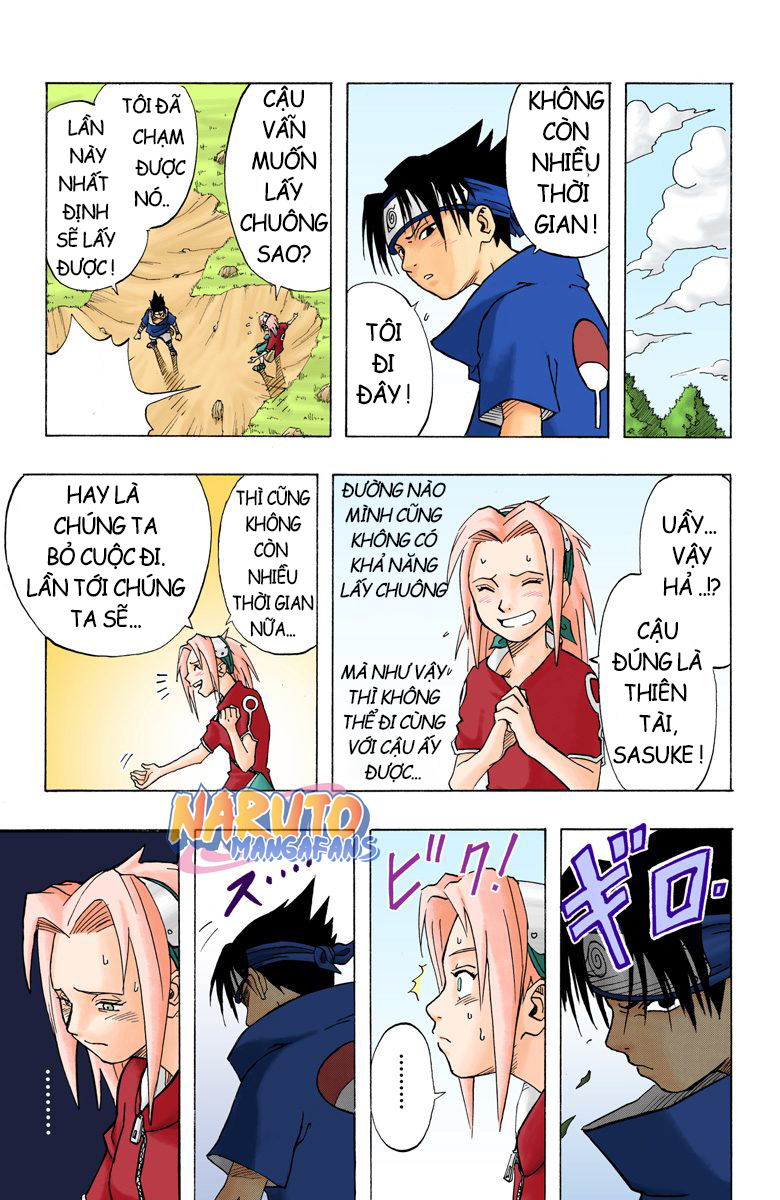 KHÔNG
CÒN
NHIỀU
THỜI
GIAN !
TÔI
ĐI
ĐÂY !
CẬU
VẪN
MUỐN
LẤY
CHUÔNG
SAO?
TÔI ĐÃ
CHẠM
ĐƯỢC
NÓ..
LẦN
NÀY
NHẤT
ĐỊNH
SẼ LẤY
ĐƯỢC !
UẦY...
VẬY
HẢ ..!?
CẬU
ĐÚNG LÀ
THIÊN
TÀI,
SASUKE !
ĐƯỜNG NÀO
MÌNH CŨNG
KHÔNG CÓ
KHẢ NĂNG
LẤY CHUÔNG
MÀ NHƯ VẬY
THÌ KHÔNG
THỂ ĐI CÙNG
VỚI CẬU ẤY
ĐƯỢC...
THÌ CŨNG
KHÔNG
CÒN
NHIỀU
THỜI GIAN
NỮA...
HAY LÀ
CHÚNG TA
BỎ CUỘC ĐI.
LẦN TỚI CHÚNG
TA SẼ...
NARUTO
MANGAFANS
ギロ.
ビク!
........
ス.....
.........